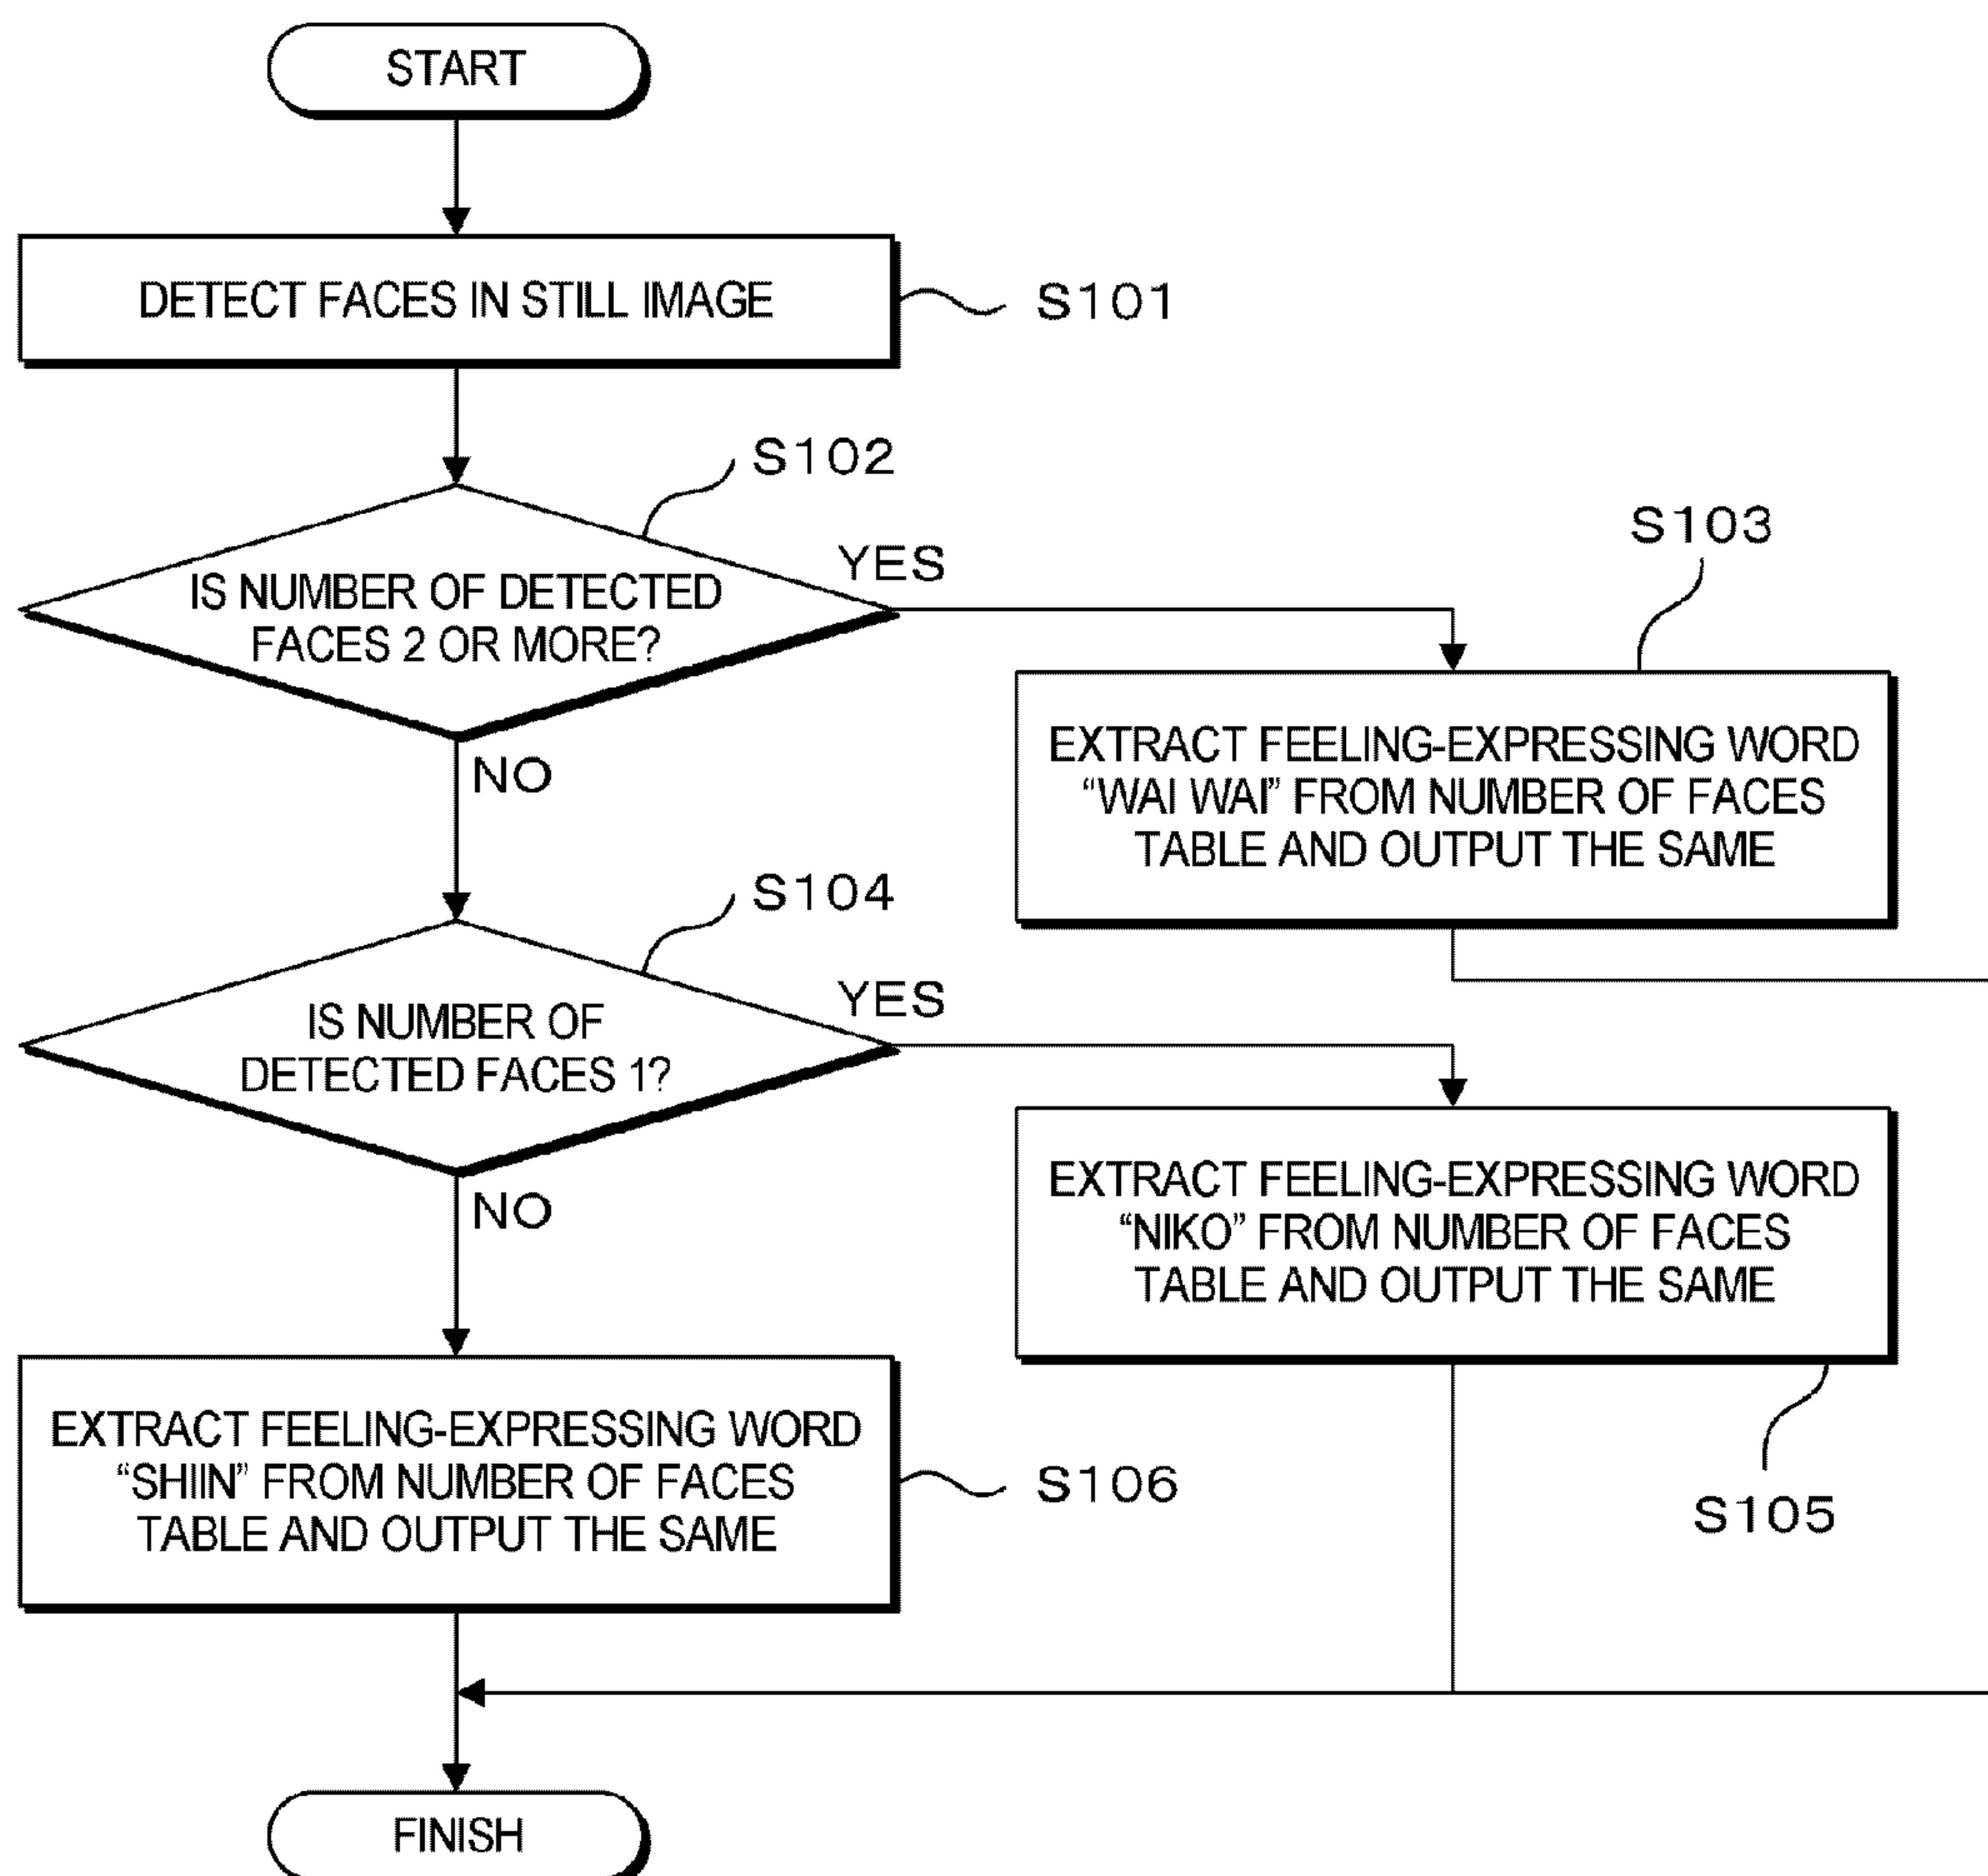 START
DETECT FACES IN STILL IMAGE
S101
S102
IS NUMBER OF DETECTED
FACES 2 OR MORE?
YES
NO
S103
EXTRACT FEELING-EXPRESSING WORD
“WAI WAI” FROM NUMBER OF FACES
TABLE AND OUTPUT THE SAME
S104
IS NUMBER OF
DETECTED FACES 1?
YES
NO
EXTRACT FEELING-EXPRESSING WORD
“NIKO” FROM NUMBER OF FACES
TABLE AND OUTPUT THE SAME
S105
EXTRACT FEELING-EXPRESSING WORD
“SHIIN” FROM NUMBER OF FACES
TABLE AND OUTPUT THE SAME
S106
FINISH